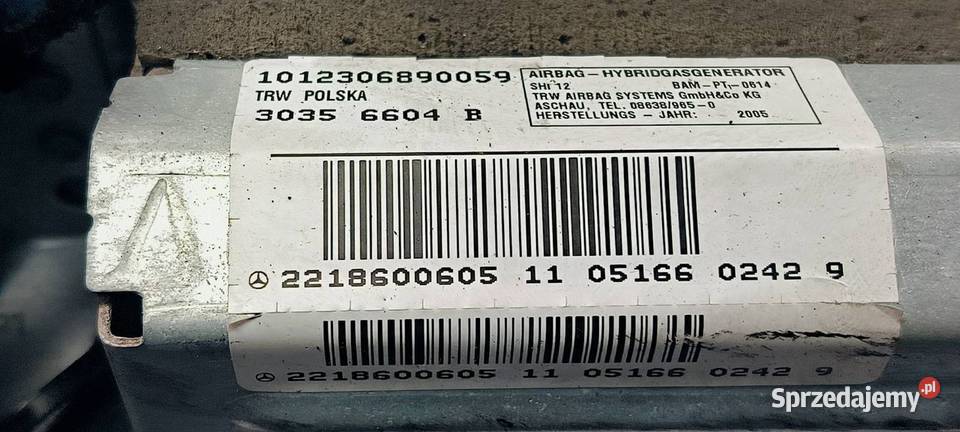 1012306890059
TRW POLSKA
3035 6604 B
AIRBAG-HYBRIDGASGENERATOR
SHI 12 BAM-PT-0614
TRW AIRBAG SYSTEMS GmbH&Co KG
ASCHAU, TEL. 08638/965-0
HERSTELLUNGS-JAHR: 2005
2218600605 11 05166 0242 9
2218600605 11 05166 0242 9
Sprzedajemy.pl